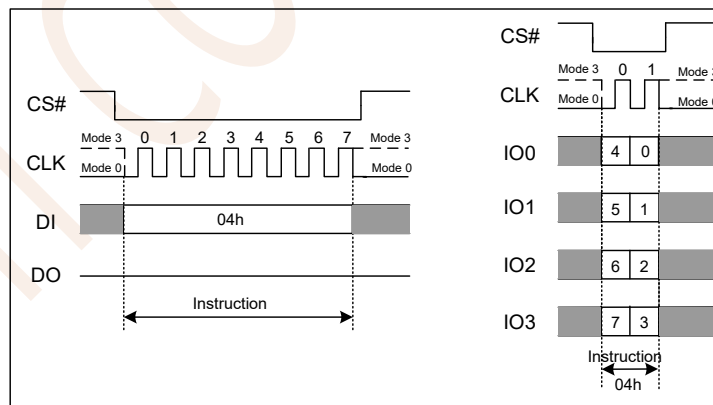 CS#
Mode 3 0 1 2 3 4 5 6 7 Mode 3
CLK
Mode 0 Mode 0
DI 04h
DO
Instruction
CS#
Mode 3 0 1 Mode 3
CLK
Mode 0
IO0 4 0
IO1 5 1
IO2 6 2
IO3 7 3
Instruction
04h